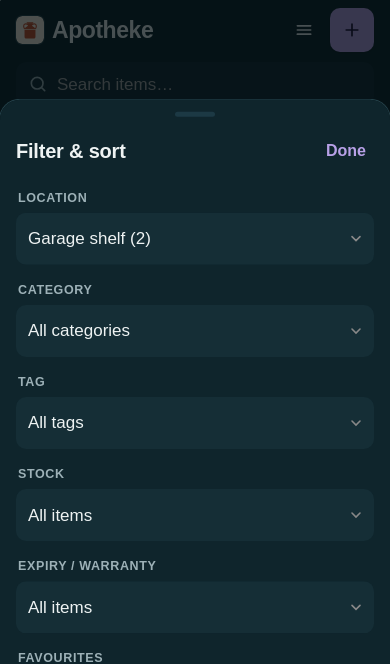 Apotheke
Search items…
Filter & sort
Done
LOCATION
Garage shelf (2)
CATEGORY
All categories
TAG
All tags
STOCK
All items
EXPIRY / WARRANTY
All items
FAVOURITES